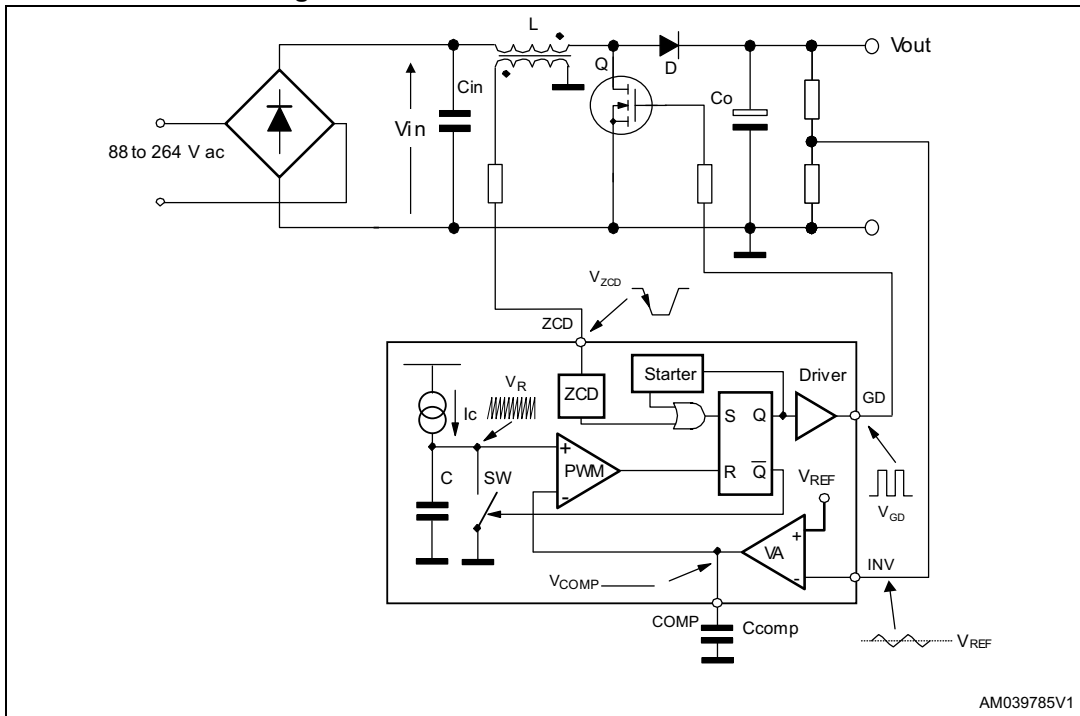 L
Vout
Q
D
Cin
Co
Vin
88 to 264 V ac
VZCD
ZCD
Starter
Driver
GD
ZCD
VR
Ic
S Q
C
SW
+
PWM
-
R Q̅
VREF
VGD
+
VA
-
INV
VCOMP
COMP
Ccomp
VREF
AM039785V1